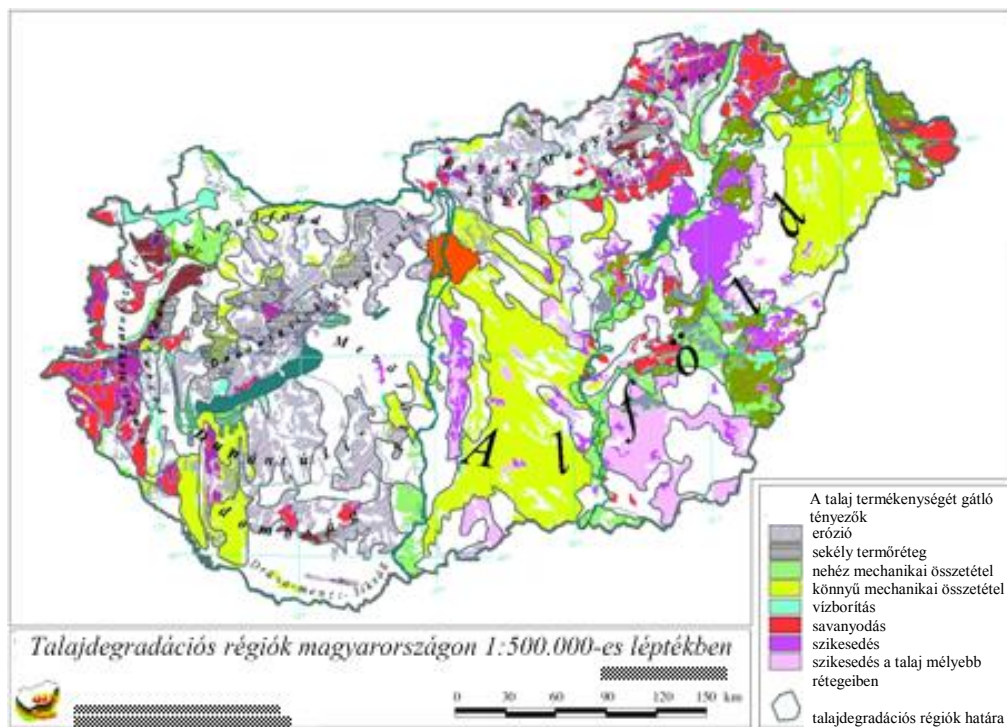 A l f ö l d
Talajdegradációs régiók magyarországon 1:500.000-es léptékben
0 30 60 90 120 150 km
A talaj termékenységét gátló
tényezők
erózió
sekély termőréteg
nehéz mechanikai összetétel
könnyű mechanikai összetétel
vízborítás
savanyodás
szikesedés
szikesedés a talaj mélyebb
rétegeiben
talajdegradációs régiók határa